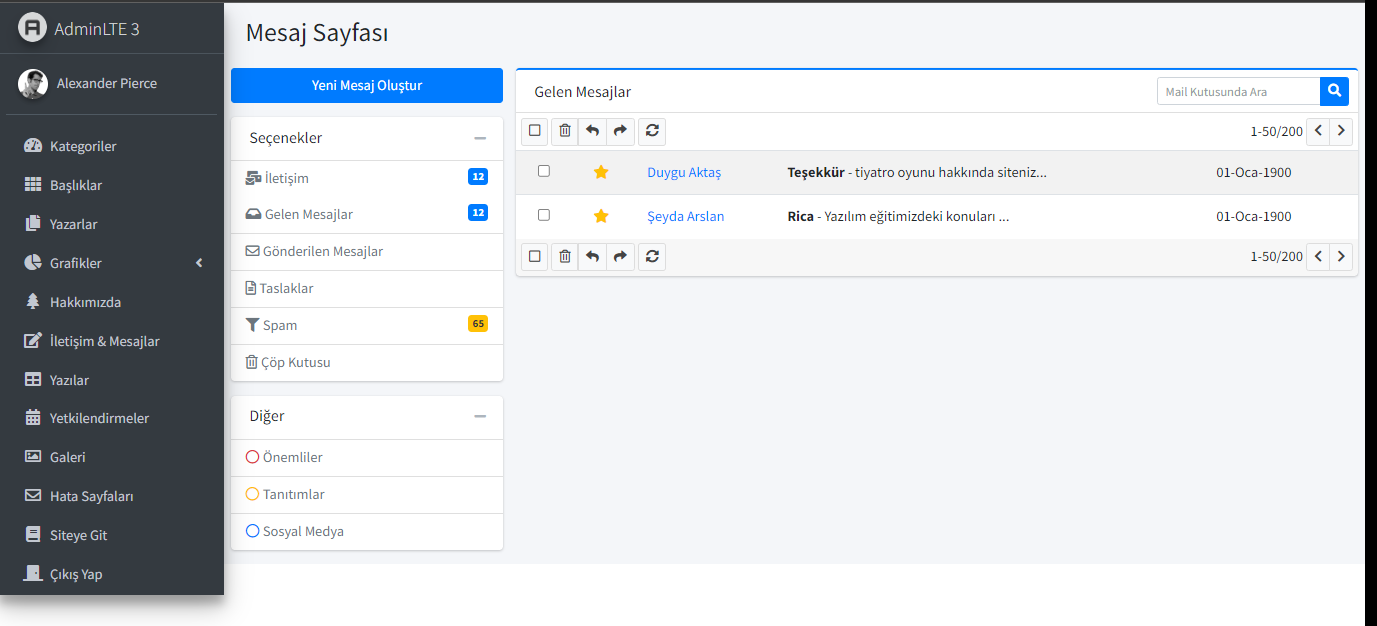 AdminLTE 3
Alexander Pierce
Kategoriler
Başlıklar
Yazarlar
Grafikler
Hakkımızda
İletişim & Mesajlar
Yazılar
Yetkilendirmeler
Galeri
Hata Sayfaları
Siteye Git
Çıkış Yap
Mesaj Sayfası
Yeni Mesaj Oluştur
Seçenekler
İletişim 12
Gelen Mesajlar 12
Gönderilen Mesajlar
Taslaklar
Spam 65
Çöp Kutusu
Diğer
Önemliler
Tanıtımlar
Sosyal Medya
Gelen Mesajlar Mail Kutusunda Ara
1-50/200
Duygu Aktaş Teşekkür - tiyatro oyunu hakkında siteniz... 01-Oca-1900
Şeyda Arslan Rica - Yazılım eğitimizdeki konuları ... 01-Oca-1900
1-50/200